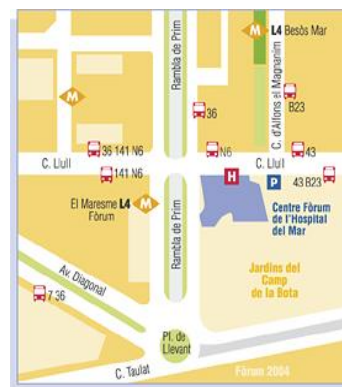 L4 Besòs Mar
M
M
Rambla de Prim
C. d'Alfons el Magnànim
B23
36
36 141 N6
N6
43
C. Llull
C. Llull
141 N6
H
P
43 B23
El Maresme L4
Fòrum
M
Centre Fòrum
de l'Hospital
del Mar
Rambla de Prim
Av. Diagonal
Jardins del
Camp
de la Bota
7 36
Pl. de
Llevant
C. Taulat
Fòrum 2004